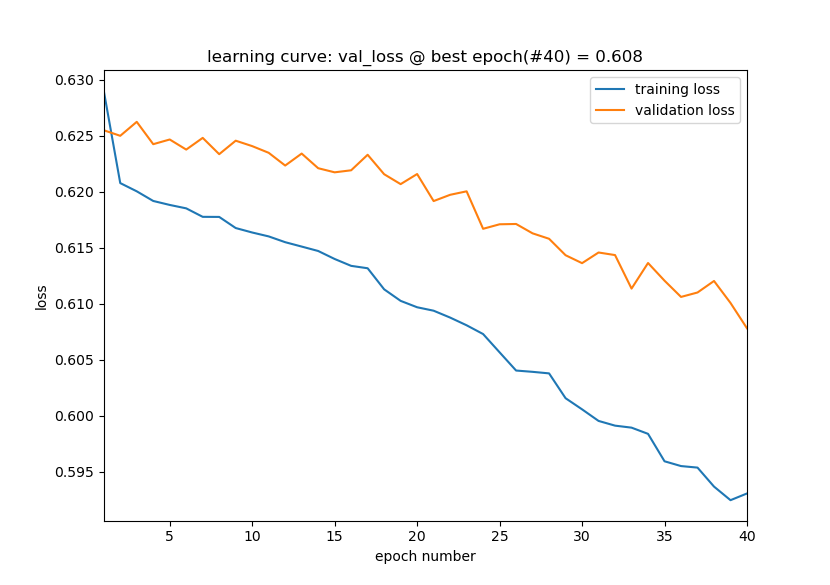 learning curve: val_loss @ best epoch(#40) = 0.608
training loss
validation loss
0.630
0.625
0.620
0.615
0.610
0.605
0.600
0.595
loss
5 10 15 20 25 30 35 40
epoch number